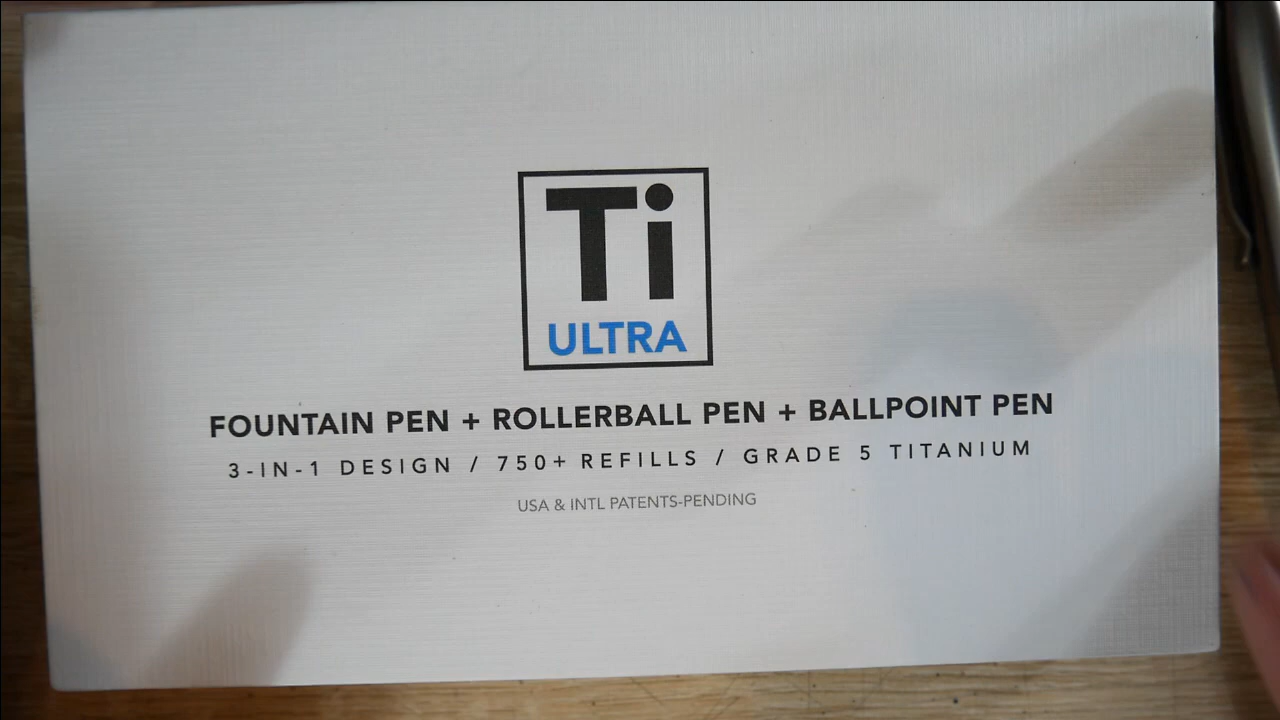 Ti
ULTRA
FOUNTAIN PEN + ROLLERBALL PEN + BALLPOINT PEN
3-IN-1 DESIGN / 750+ REFILLS / GRADE 5 TITANIUM
USA & INTL PATENTS-PENDING